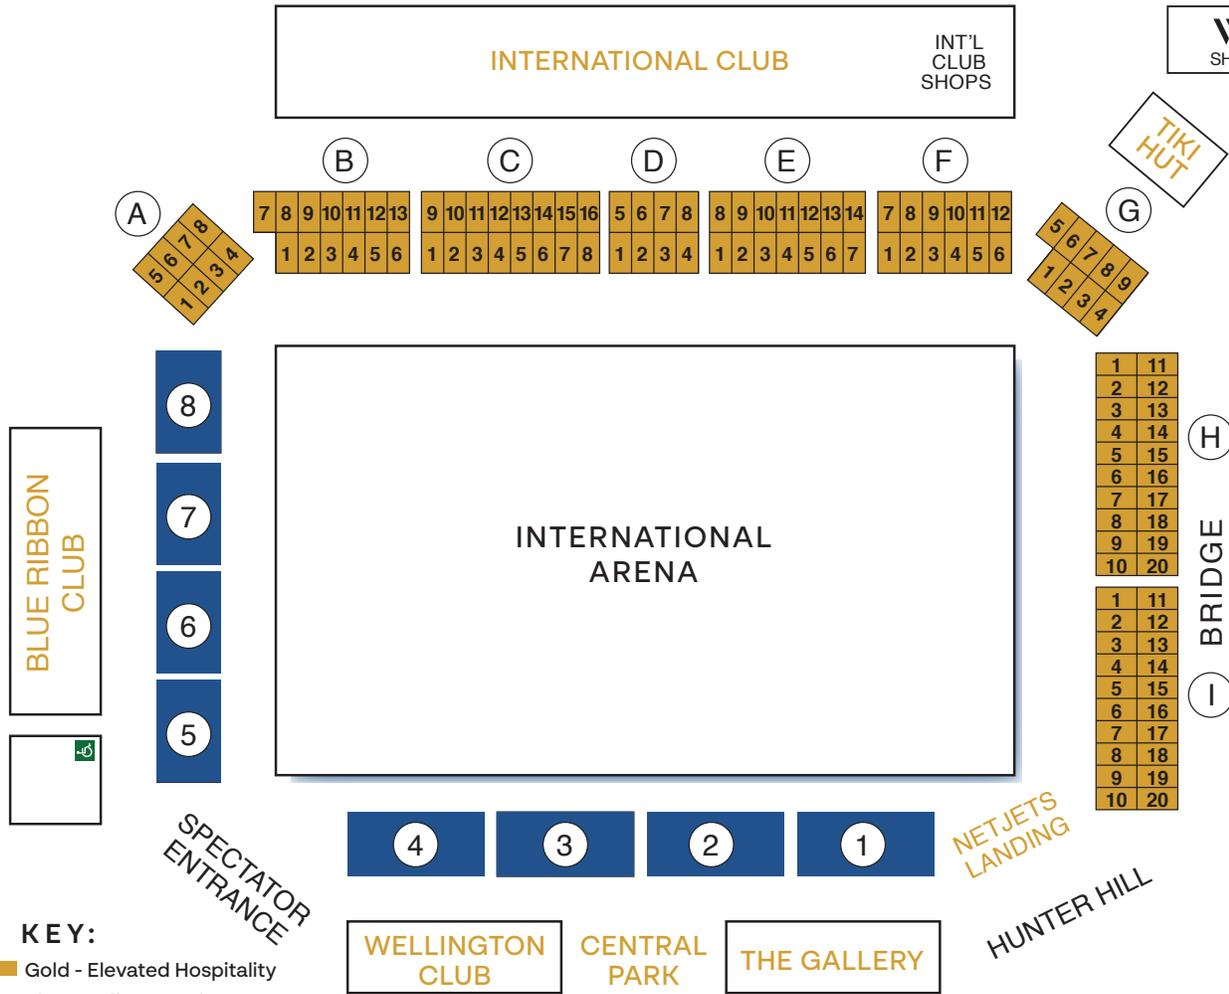 INTERNATIONAL CLUB
INT'L
CLUB
SHOPS
TIKI
HUT
A
B
C
D
E
F
G
5 6 7 8
1 2 3 4
7 8 9 10 11 12 13
1 2 3 4 5 6
9 10 11 12 13 14 15 16
1 2 3 4 5 6 7 8
5 6 7 8
1 2 3 4
8 9 10 11 12 13 14
1 2 3 4 5 6 7
7 8 9 10 11 12
1 2 3 4 5 6
5 6 7 8 9
1 2 3 4
8
7
6
5
BLUE RIBBON
CLUB
INTERNATIONAL
ARENA
1 11
2 12
3 13
4 14
5 15
6 16
7 17
8 18
9 19
10 20
H
BRIDGE
1 11
2 12
3 13
4 14
5 15
6 16
7 17
8 18
9 19
10 20
I
4
3
2
1
NETJETS
LANDING
HUNTER HILL
SPECTATOR
ENTRANCE
WELLINGTON
CLUB
CENTRAL
PARK
THE GALLERY
KEY:
Gold - Elevated Hospitality